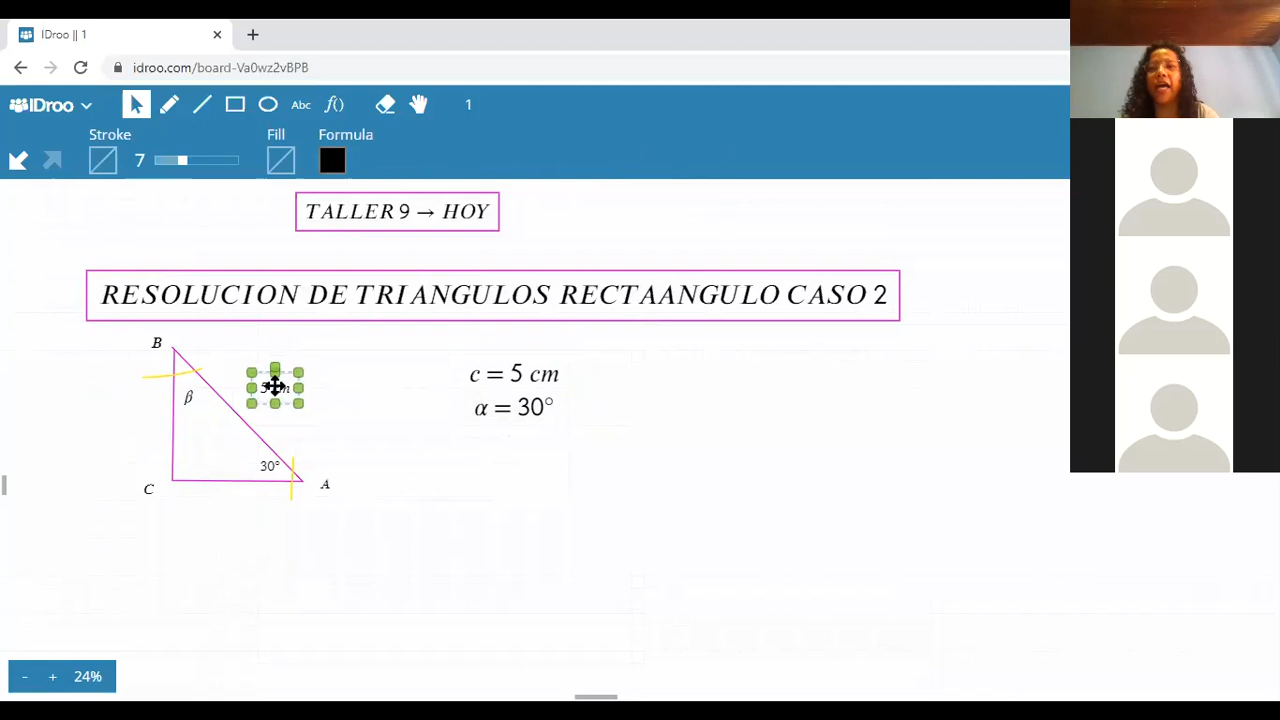 IDroo || 1
idroo.com/board-Va0wz2vBPB
IDroo
Abc
f()
1
Stroke
Fill
Formula
7
TALLER 9 → HOY
RESOLUCION DE TRIANGULOS RECTAANGULO CASO 2
B
β
c = 5 cm
α = 30°
30°
C
A
- + 24%